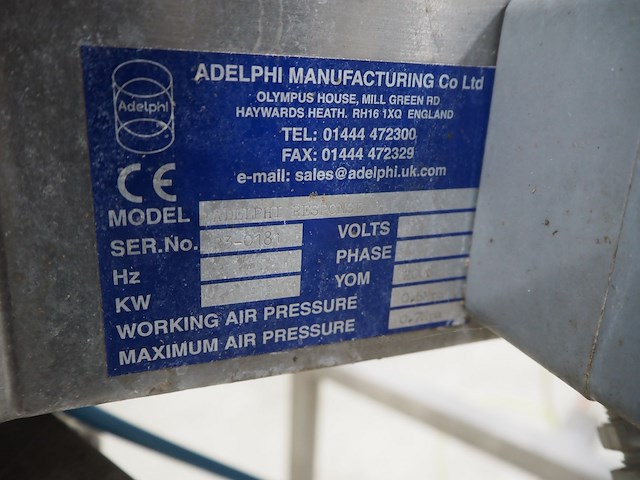 Adelphi
ADELPHI MANUFACTURING Co Ltd
OLYMPUS HOUSE, MILL GREEN RD
HAYWARDS HEATH. RH16 1XQ ENGLAND
TEL: 01444 472300
FAX: 01444 472329
e-mail: sales@adelphi.uk.com
CE
MODEL ADELPHI
SER.No. VOLTS
Hz PHASE
KW YOM
WORKING AIR PRESSURE
MAXIMUM AIR PRESSURE